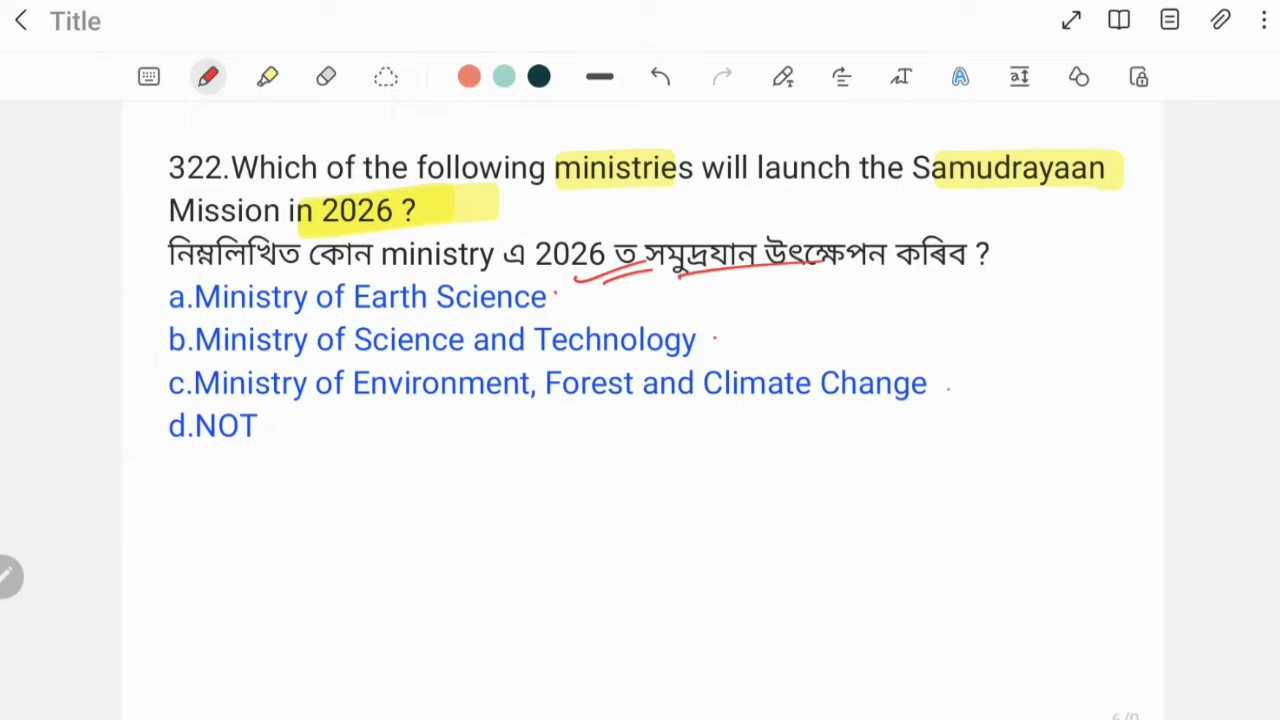 Title
322.Which of the following ministries will launch the Samudrayaan
Mission in 2026 ?
নিম্নলিখিত কোন ministry এ 2026 ত সমুদ্ৰযান উৎক্ষেপন কৰিব ?
a.Ministry of Earth Science
b.Ministry of Science and Technology
c.Ministry of Environment, Forest and Climate Change
d.NOT